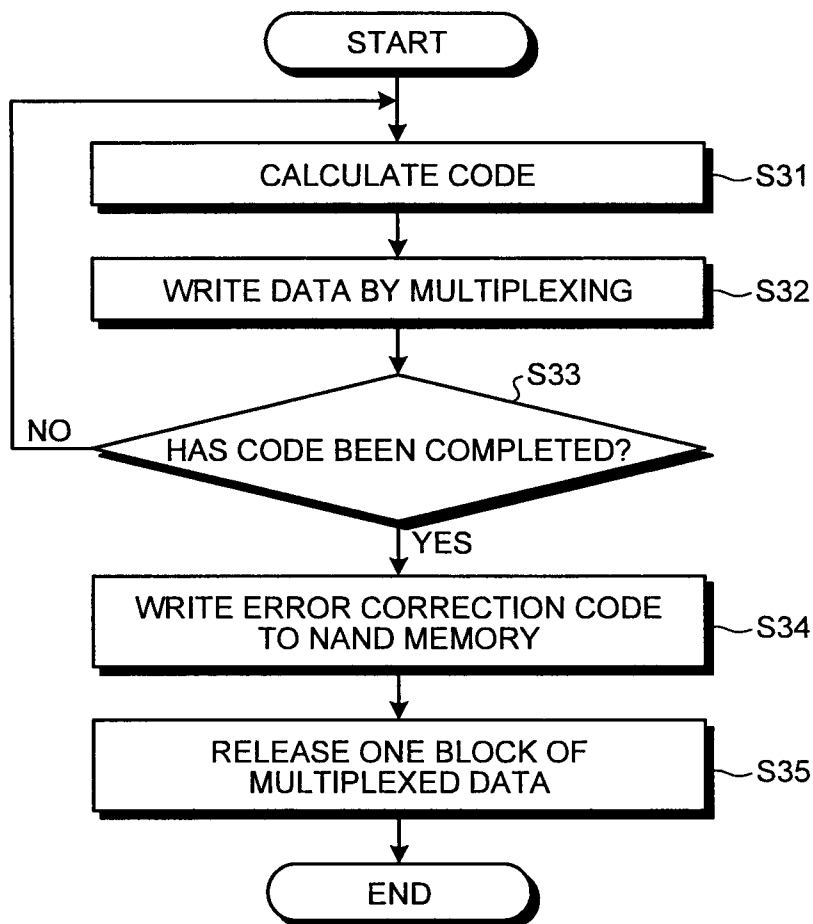 START
CALCULATE CODE
S31
WRITE DATA BY MULTIPLEXING
S32
S33
NO
HAS CODE BEEN COMPLETED?
YES
WRITE ERROR CORRECTION CODE
TO NAND MEMORY
S34
RELEASE ONE BLOCK OF
MULTIPLEXED DATA
S35
END